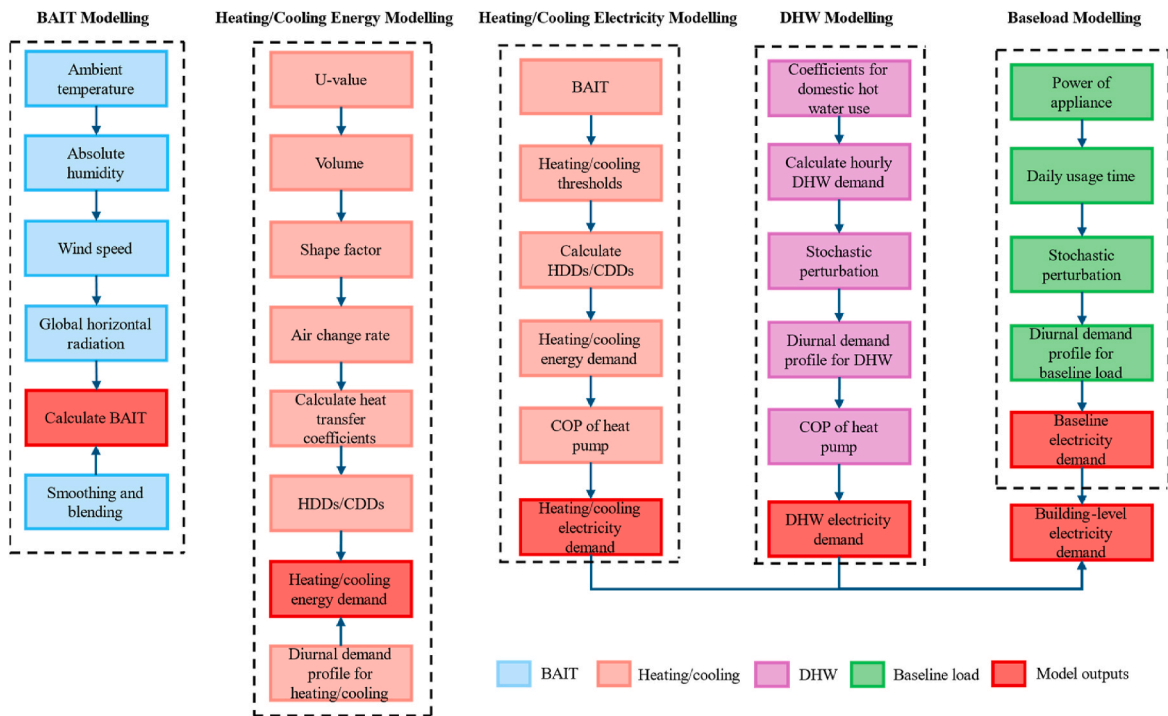 BAIT Modelling
Ambient
temperature
Absolute
humidity
Wind speed
Global horizontal
radiation
Calculate BAIT
Smoothing and
blending
Heating/Cooling Energy Modelling
U-value
Volume
Shape factor
Air change rate
Calculate heat
transfer
coefficients
HDDs/CDDs
Heating/cooling
energy demand
Diurnal demand
profile for
heating/cooling
Heating/Cooling Electricity Modelling
BAIT
Heating/cooling
thresholds
Calculate
HDDs/CDDs
Heating/cooling
energy demand
COP of heat
pump
Heating/cooling
electricity
demand
DHW Modelling
Coefficients for
domestic hot
water use
Calculate hourly
DHW demand
Stochastic
perturbation
Diurnal demand
profile for DHW
COP of heat
pump
DHW electricity
demand
Baseload Modelling
Power of
appliance
Daily usage time
Stochastic
perturbation
Diurnal demand
profile for
baseline load
Baseline
electricity
demand
Building-level
electricity
demand
BAIT
Heating/cooling
DHW
Baseline load
Model outputs